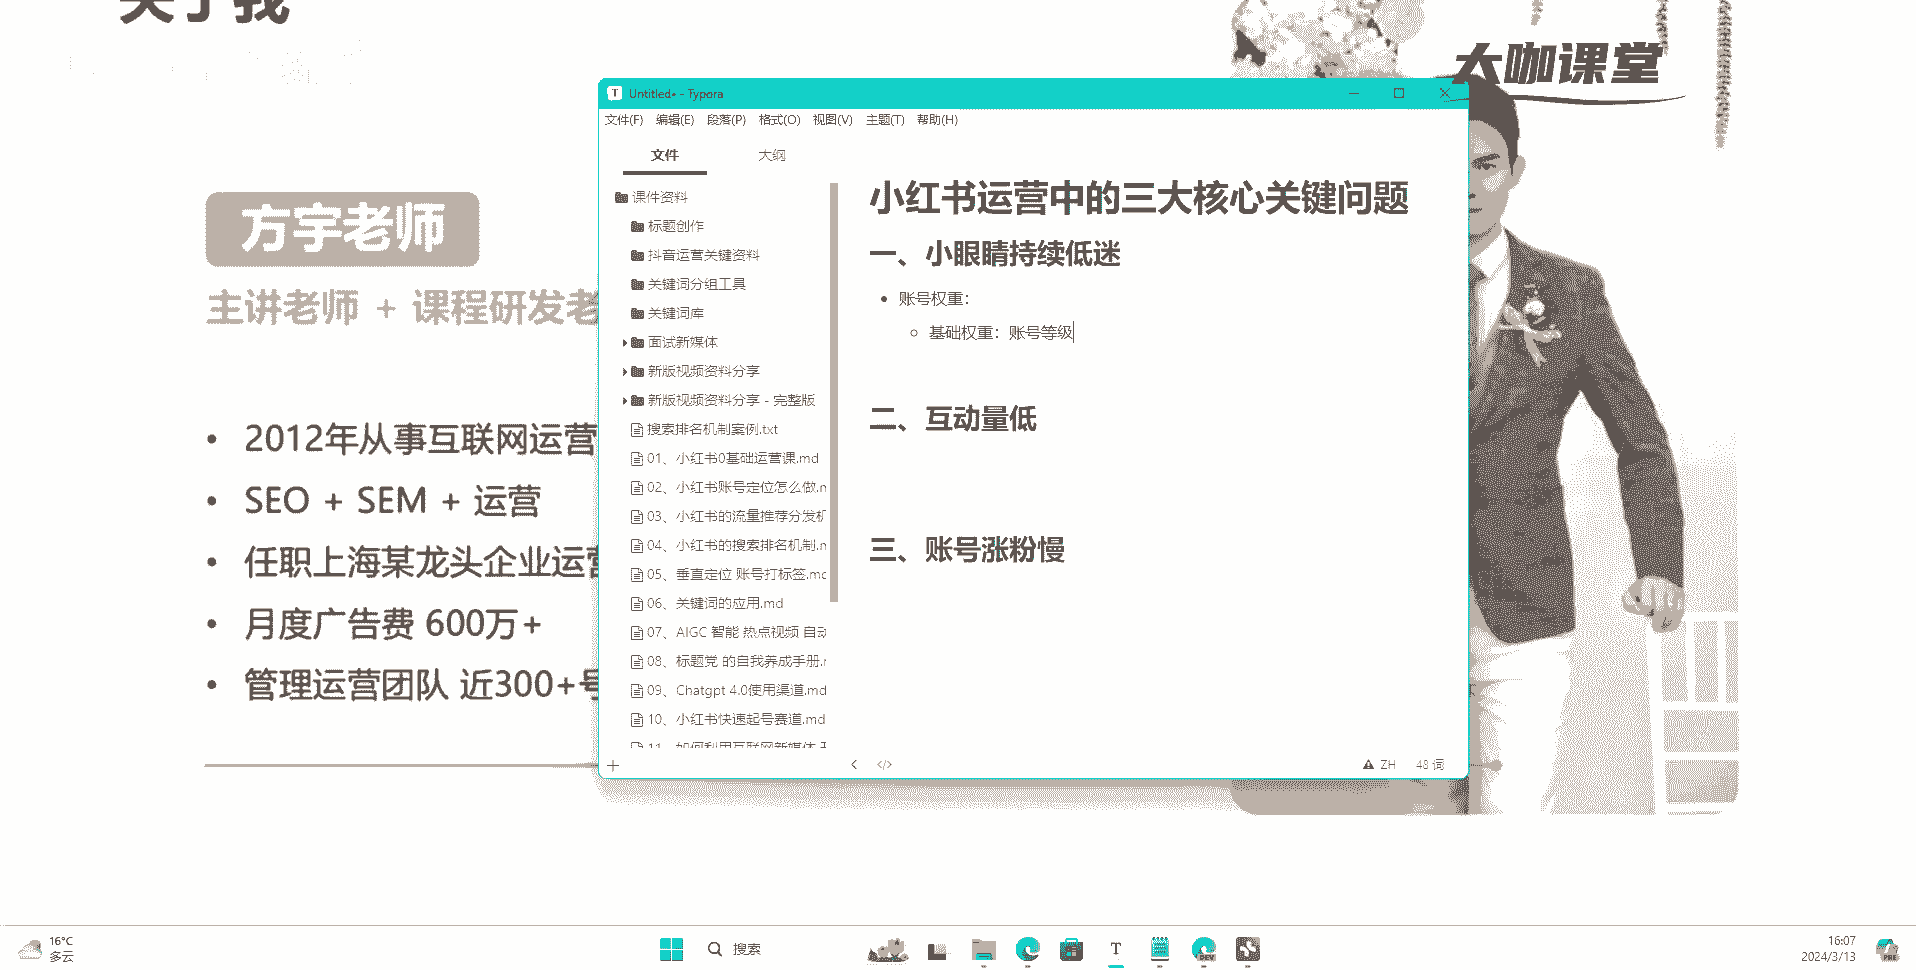 关于我
大咖课堂
方宇老师
主讲老师 + 课程研发老
• 2012年从事互联网运营
• SEO + SEM + 运营
• 任职上海某龙头企业运营
• 月度广告费 600万+
• 管理运营团队 近300+号
Untitled• - Typora
文件(F) 编辑(E) 段落(P) 格式(O) 视图(V) 主题(T) 帮助(H)
文件 大纲
课件资料
标题创作
抖音运营关键资料
关键词分组工具
关键词库
面试新媒体
新版视频资料分享
新版视频资料分享 - 完整版
搜索排名机制案例.txt
01、小红书0基础运营课.md
02、小红书账号定位怎么做.m
03、小红书的流量推荐分发机
04、小红书的搜索排名机制.m
05、垂直定位 账号打标签.md
06、关键词的应用.md
07、AIGC 智能 热点视频 自动
08、标题党 的自我养成手册.m
09、Chatgpt 4.0使用渠道.md
10、小红书快速起号赛道.md
11、如何利用互联网新媒体
小红书运营中的三大核心关键问题
一、小眼睛持续低迷
• 账号权重：
基础权重：账号等级
二、互动量低
三、账号涨粉慢
ZH 48 词
16°C
多云
搜索
16:07
2024/3/13